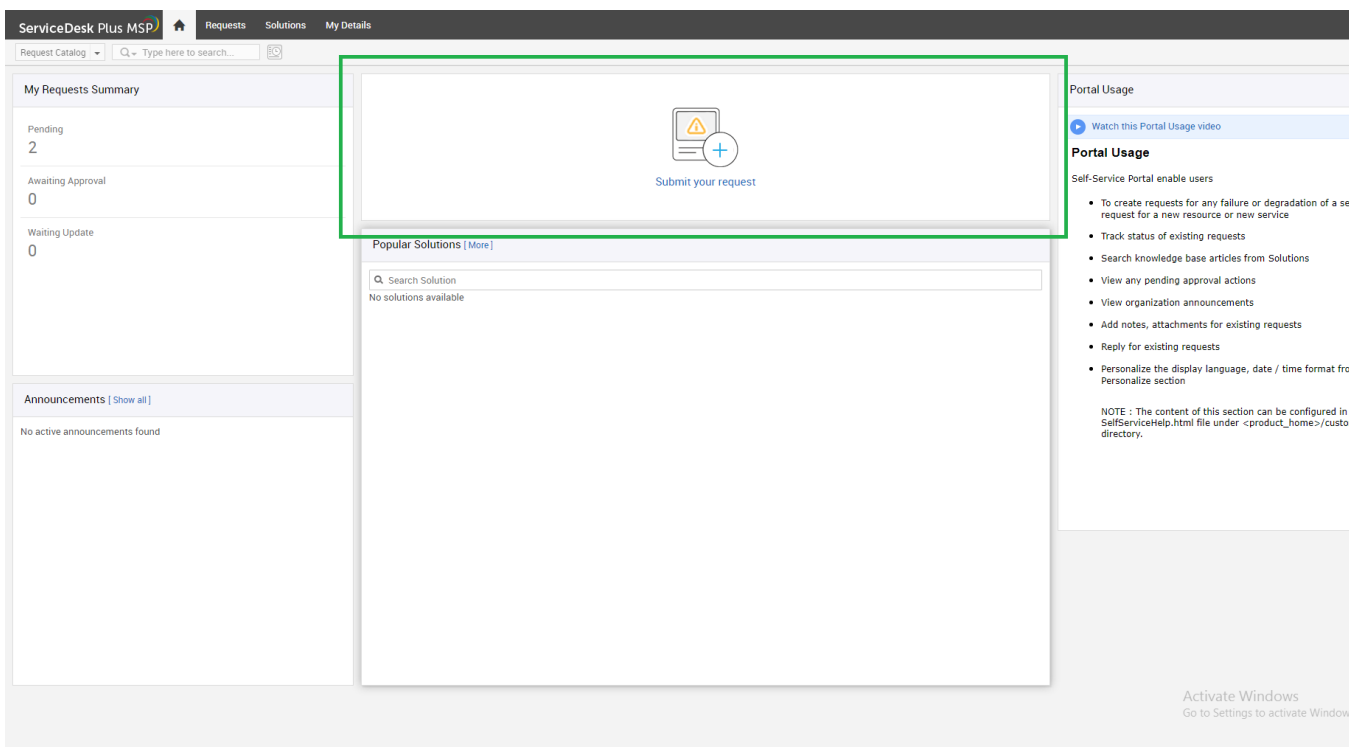 ServiceDesk Plus MSP
Requests
Solutions
My Details
Request Catalog
Type here to search...
My Requests Summary
Pending
2
Awaiting Approval
0
Waiting Update
0
Announcements [ Show all ]
No active announcements found
Submit your request
Popular Solutions [ More ]
Search Solution
No solutions available
Portal Usage
Watch this Portal Usage video
Portal Usage
Self-Service Portal enable users
To create requests for any failure or degradation of a se
request for a new resource or new service
Track status of existing requests
Search knowledge base articles from Solutions
View any pending approval actions
View organization announcements
Add notes, attachments for existing requests
Reply for existing requests
Personalize the display language, date / time format fro
Personalize section
NOTE : The content of this section can be configured in
SelfServiceHelp.html file under <product_home>/custo
directory.
Activate Windows
Go to Settings to activate Window